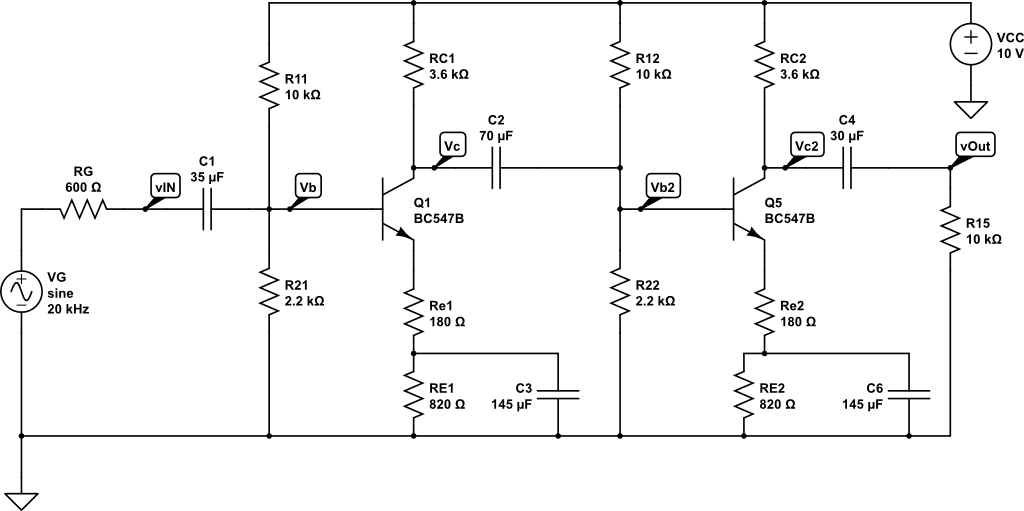 VCC
10 V
R11
10 kΩ
RC1
3.6 kΩ
R12
10 kΩ
RC2
3.6 kΩ
C2
70 µF
C4
30 µF
Vc
Vc2
vOut
RG
600 Ω
C1
35 µF
vIN
Vb
Vb2
Q1
BC547B
Q5
BC547B
R15
10 kΩ
VG
sine
20 kHz
R21
2.2 kΩ
Re1
180 Ω
R22
2.2 kΩ
Re2
180 Ω
RE1
820 Ω
C3
145 µF
RE2
820 Ω
C6
145 µF